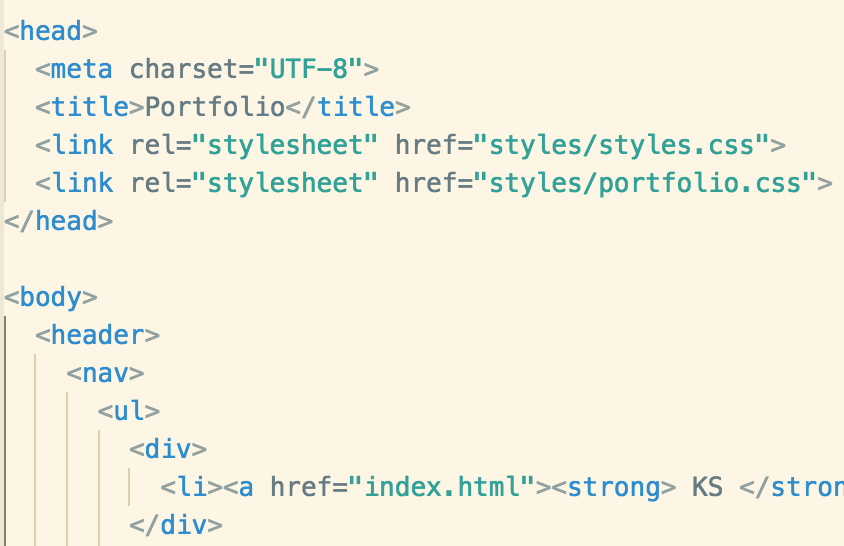 <head>
<meta charset="UTF-8">
<title>Portfolio</title>
<link rel="stylesheet" href="styles/styles.css">
<link rel="stylesheet" href="styles/portfolio.css">
</head>
<body>
<header>
<nav>
<ul>
<div>
<li><a href="index.html"><strong> KS </stron
</div>